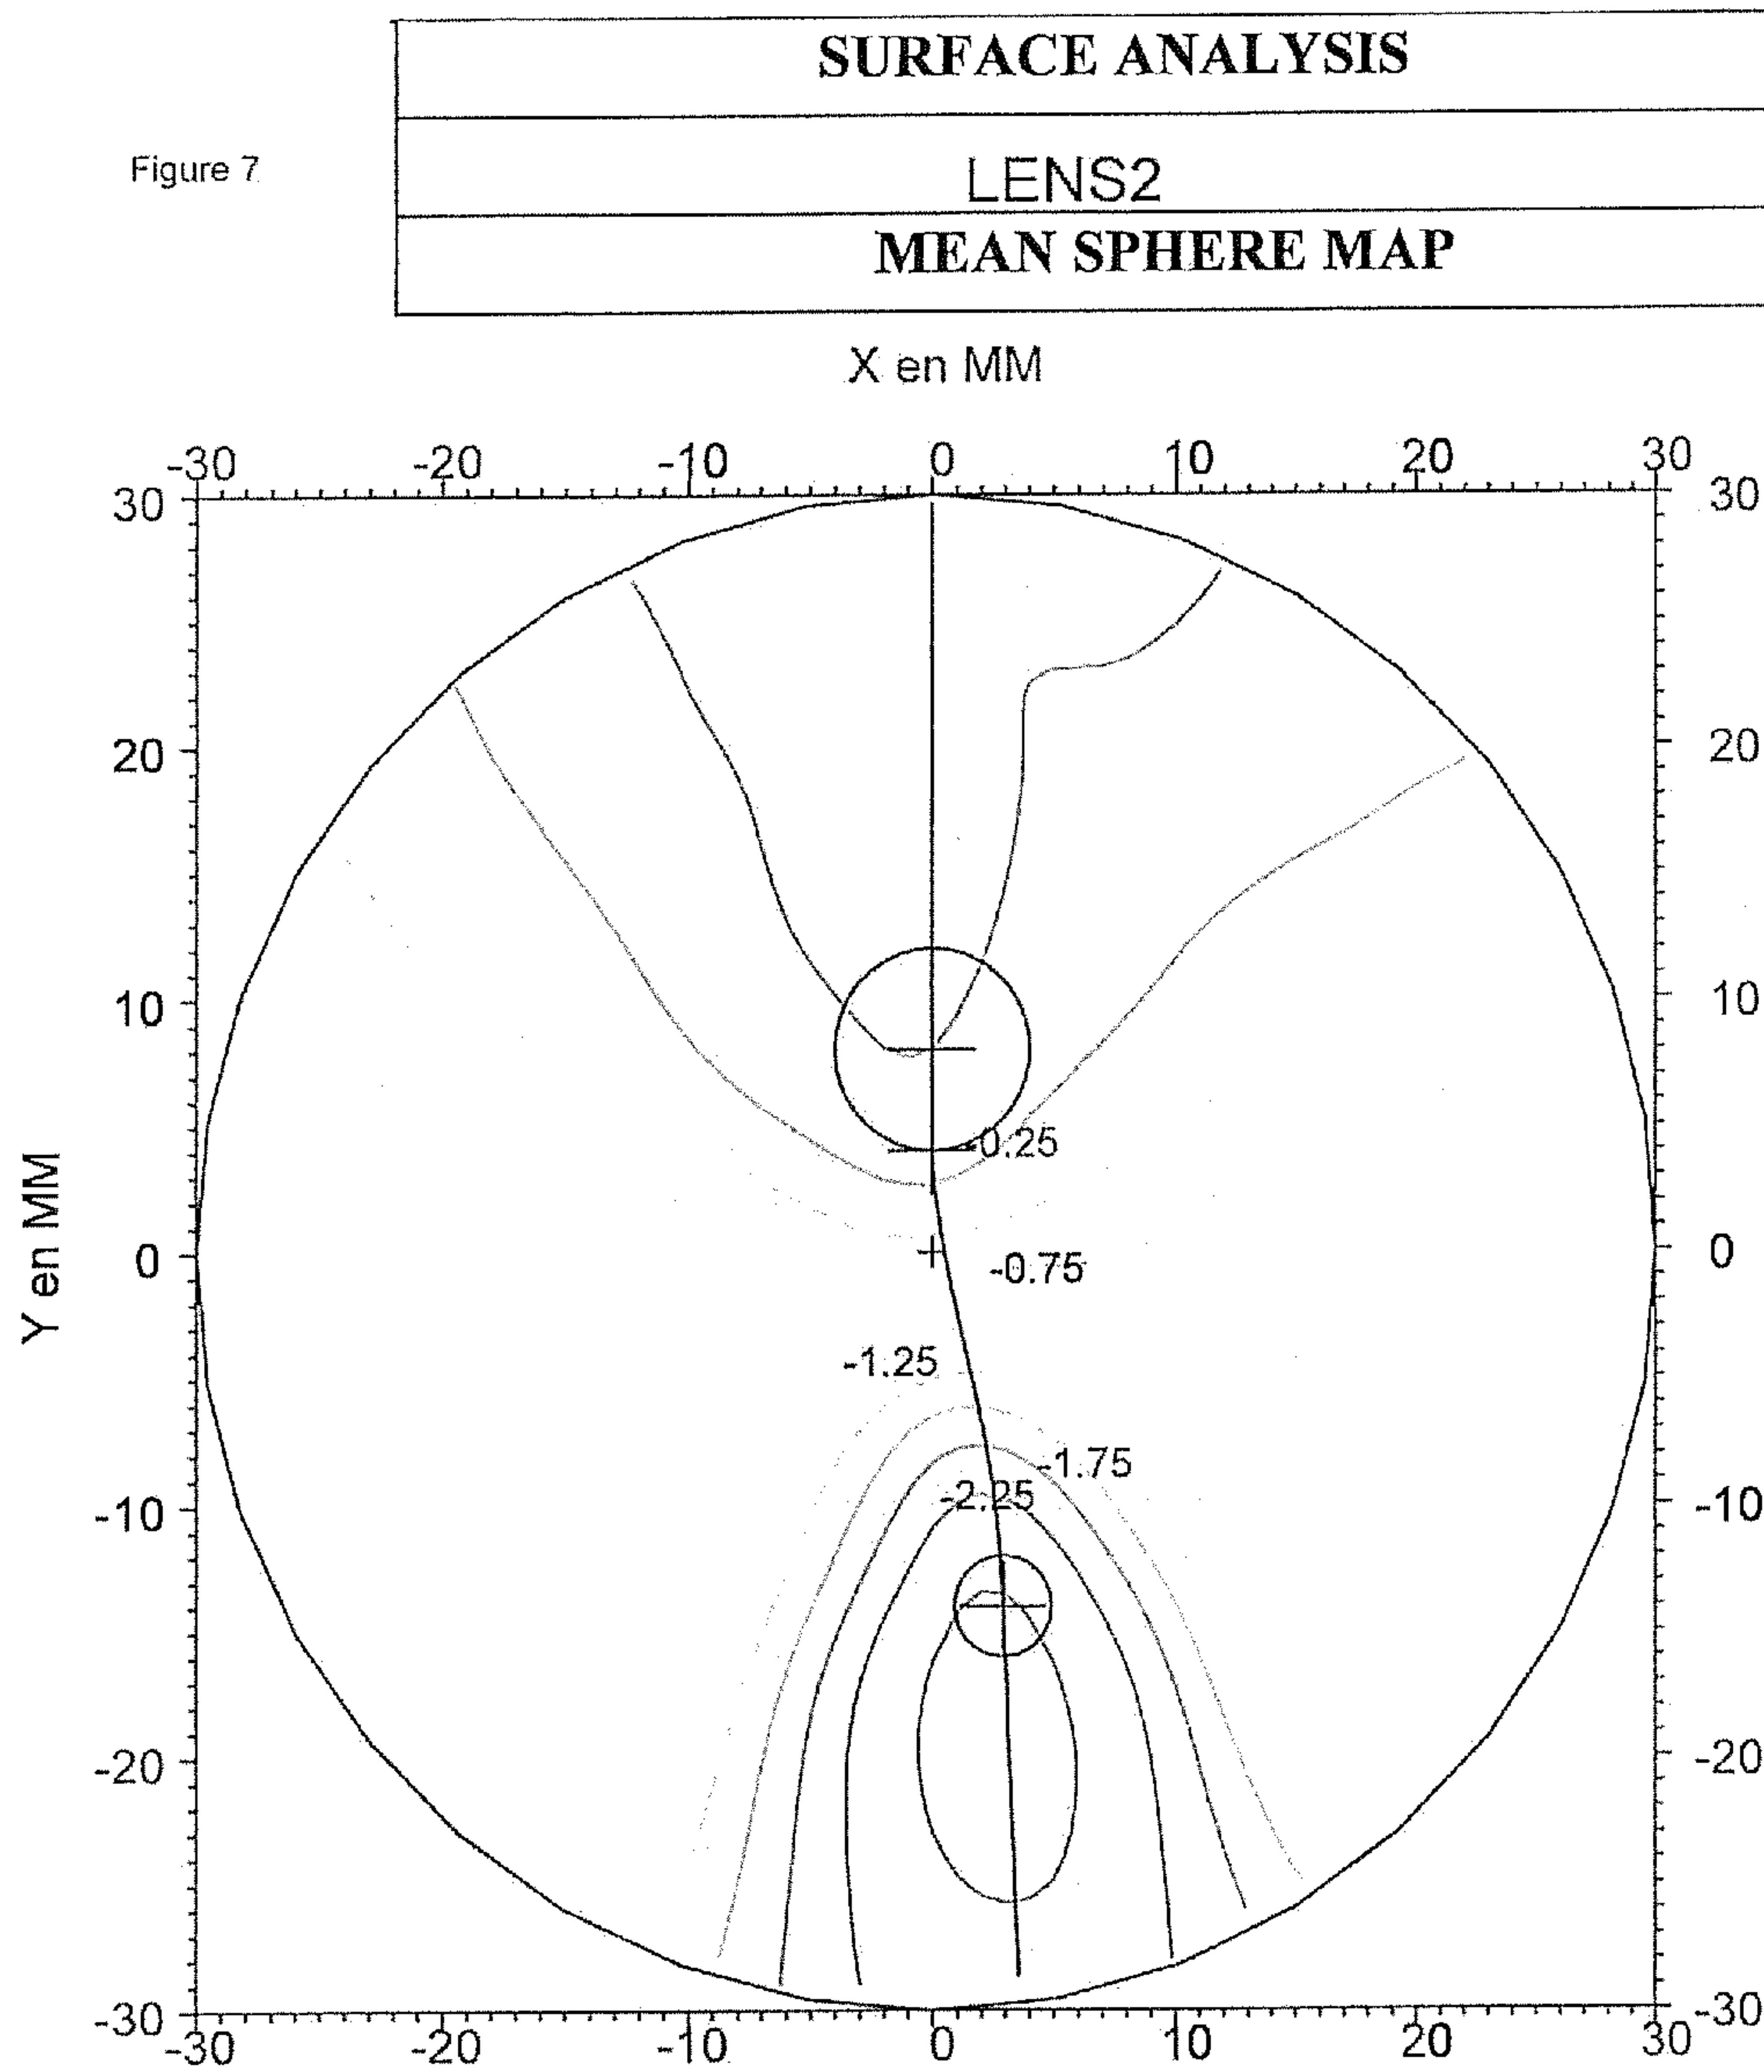 SURFACE ANALYSIS
Figure 7
LENS2
MEAN SPHERE MAP
X en MM
-30 -20 -10 0 10 20 30
30 30
20 20
10 10
-0.25
Y en MM
0 0
-0.75
-1.25
-1.75
-2.25
-10 -10
-20 -20
-30 -30
-30 -20 -10 0 10 20 30